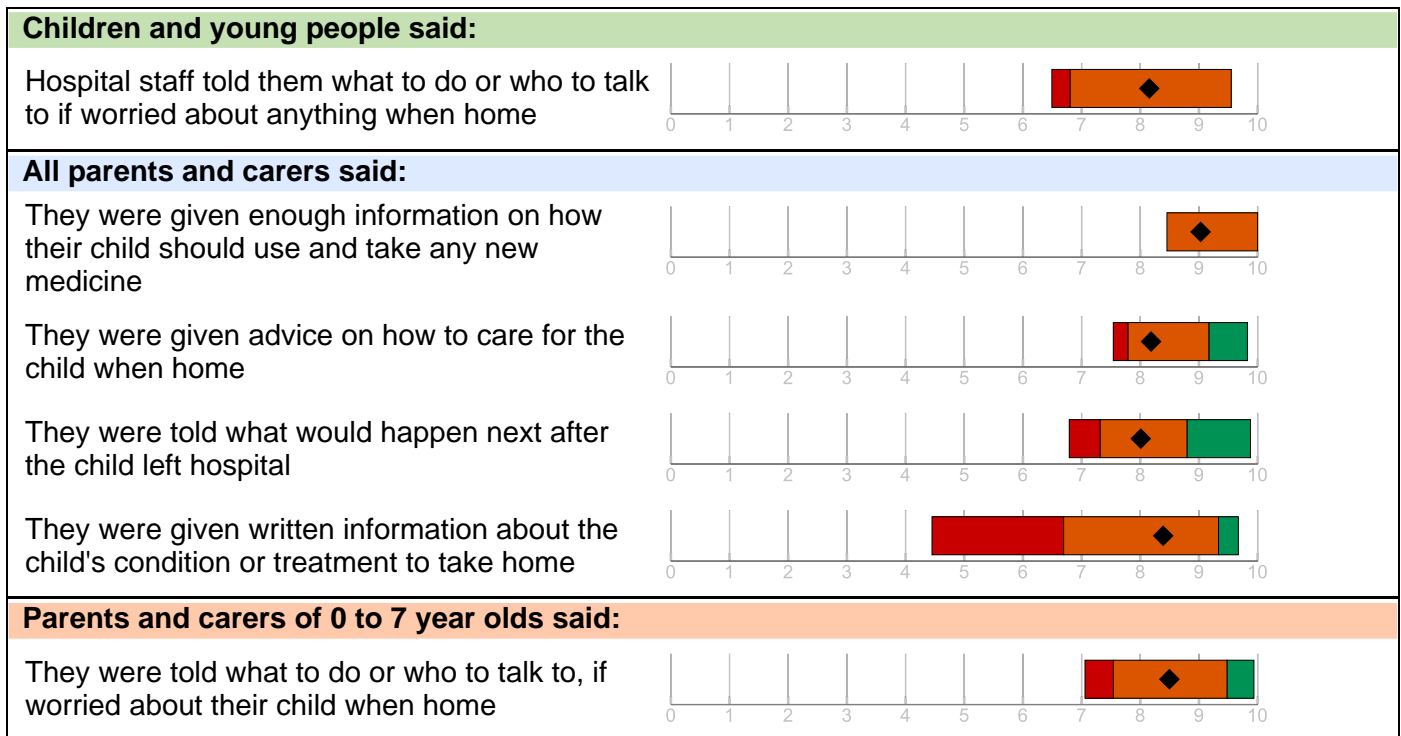 Children and young people said:
Hospital staff told them what to do or who to talk
to if worried about anything when home
0 1 2 3 4 5 6 7 8 9 10
All parents and carers said:
They were given enough information on how
their child should use and take any new
medicine
0 1 2 3 4 5 6 7 8 9 10
They were given advice on how to care for the
child when home
0 1 2 3 4 5 6 7 8 9 10
They were told what would happen next after
the child left hospital
0 1 2 3 4 5 6 7 8 9 10
They were given written information about the
child's condition or treatment to take home
0 1 2 3 4 5 6 7 8 9 10
Parents and carers of 0 to 7 year olds said:
They were told what to do or who to talk to, if
worried about their child when home
0 1 2 3 4 5 6 7 8 9 10